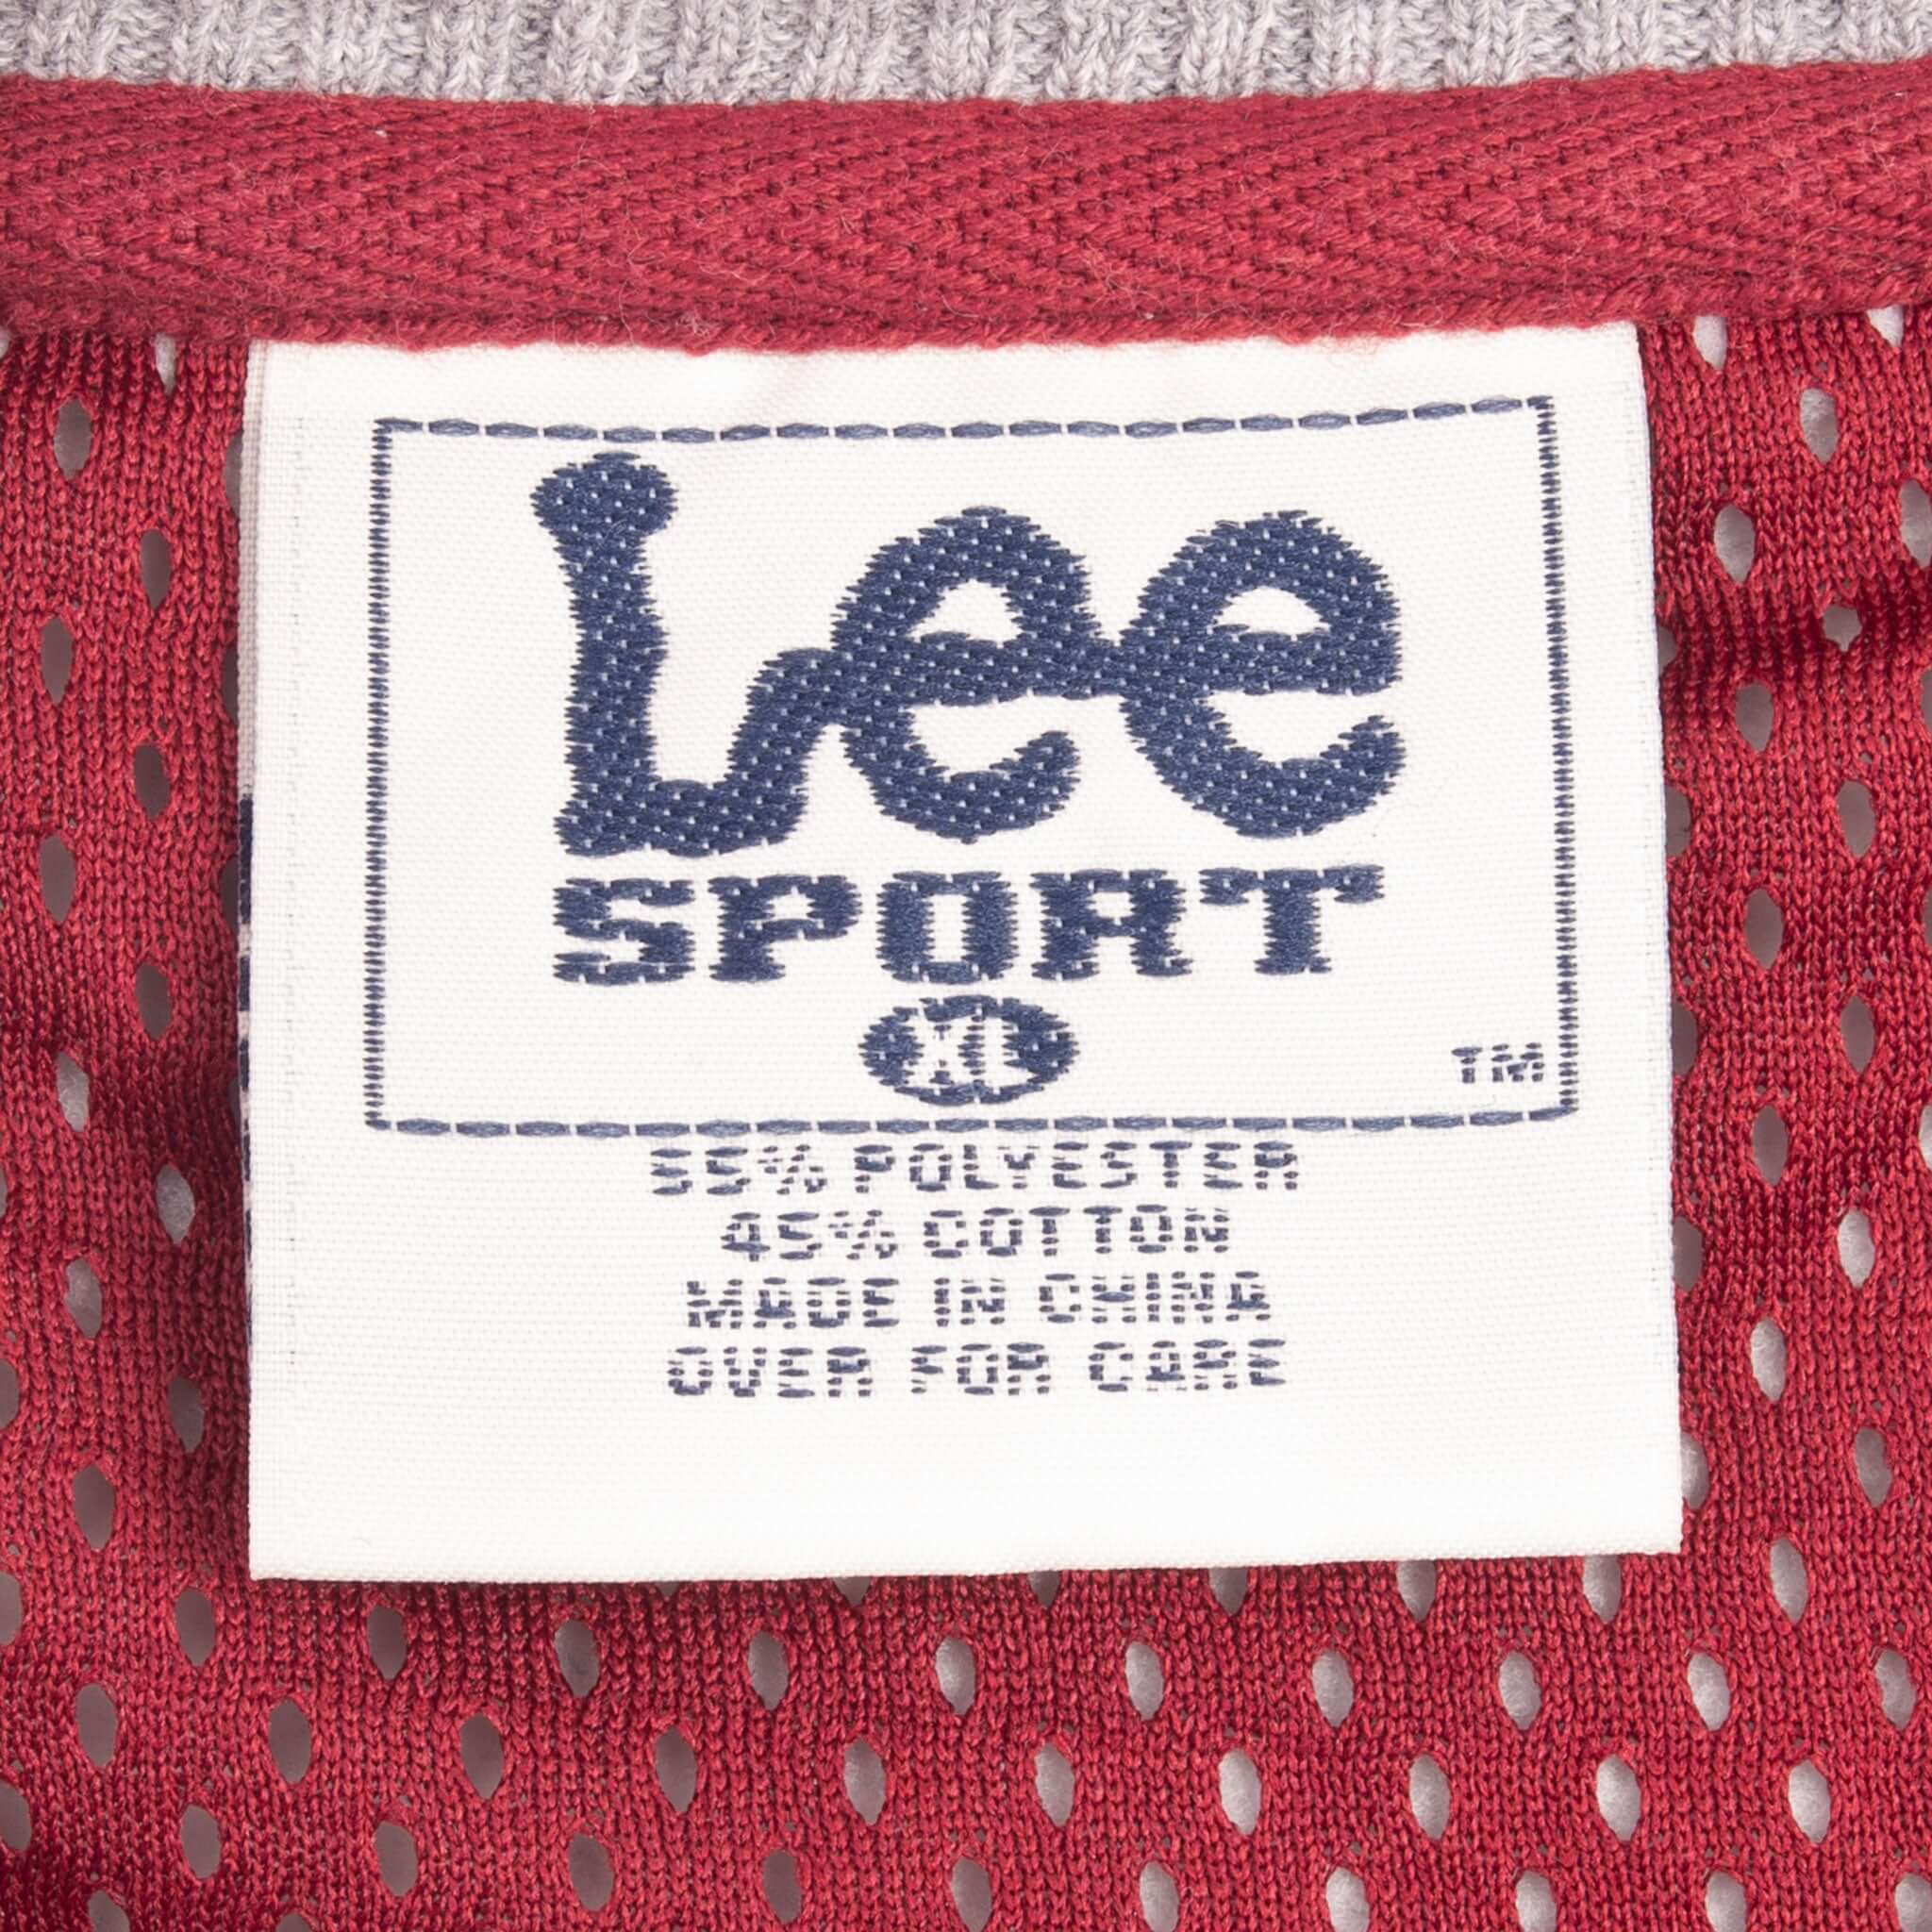 Lee
SPORT
XL
TM
55% POLYESTER
45% COTTON
MADE IN CHINA
OVER FOR CARE